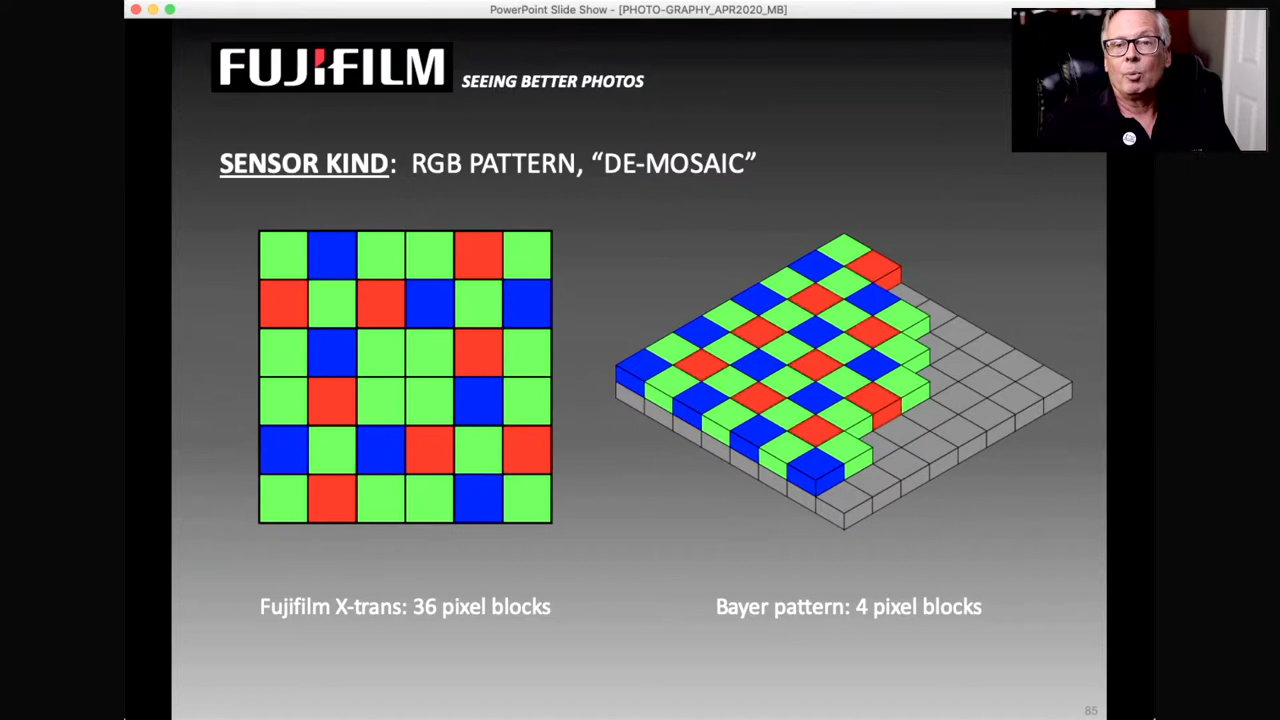 PowerPoint Slide Show - [PHOTO-GRAPHY_APR2020_MB]
FUJIFILM SEEING BETTER PHOTOS
SENSOR KIND: RGB PATTERN, “DE-MOSAIC”
Fujifilm X-trans: 36 pixel blocks
Bayer pattern: 4 pixel blocks
85